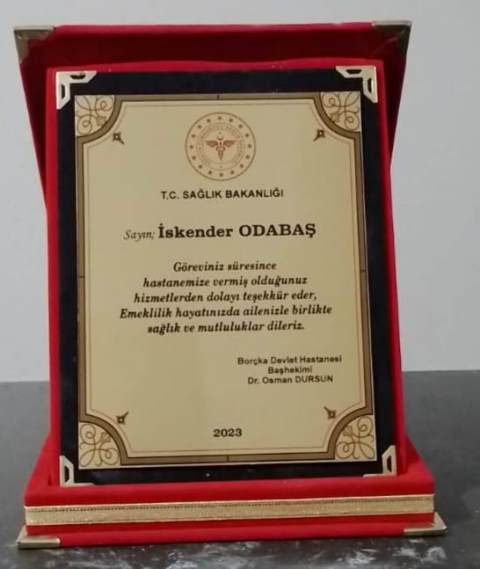 T.C. SAĞLIK BAKANLIĞI
Sayın; İskender ODABAŞ
Göreviniz süresince
hastanemize vermiş olduğunuz
hizmetlerden dolayı teşekkür eder,
Emeklilik hayatınızda ailenizle birlikte
sağlık ve mutluluklar dileriz.
Borçka Devlet Hastanesi
Başhekimi
Dr. Osman DURSUN
2023